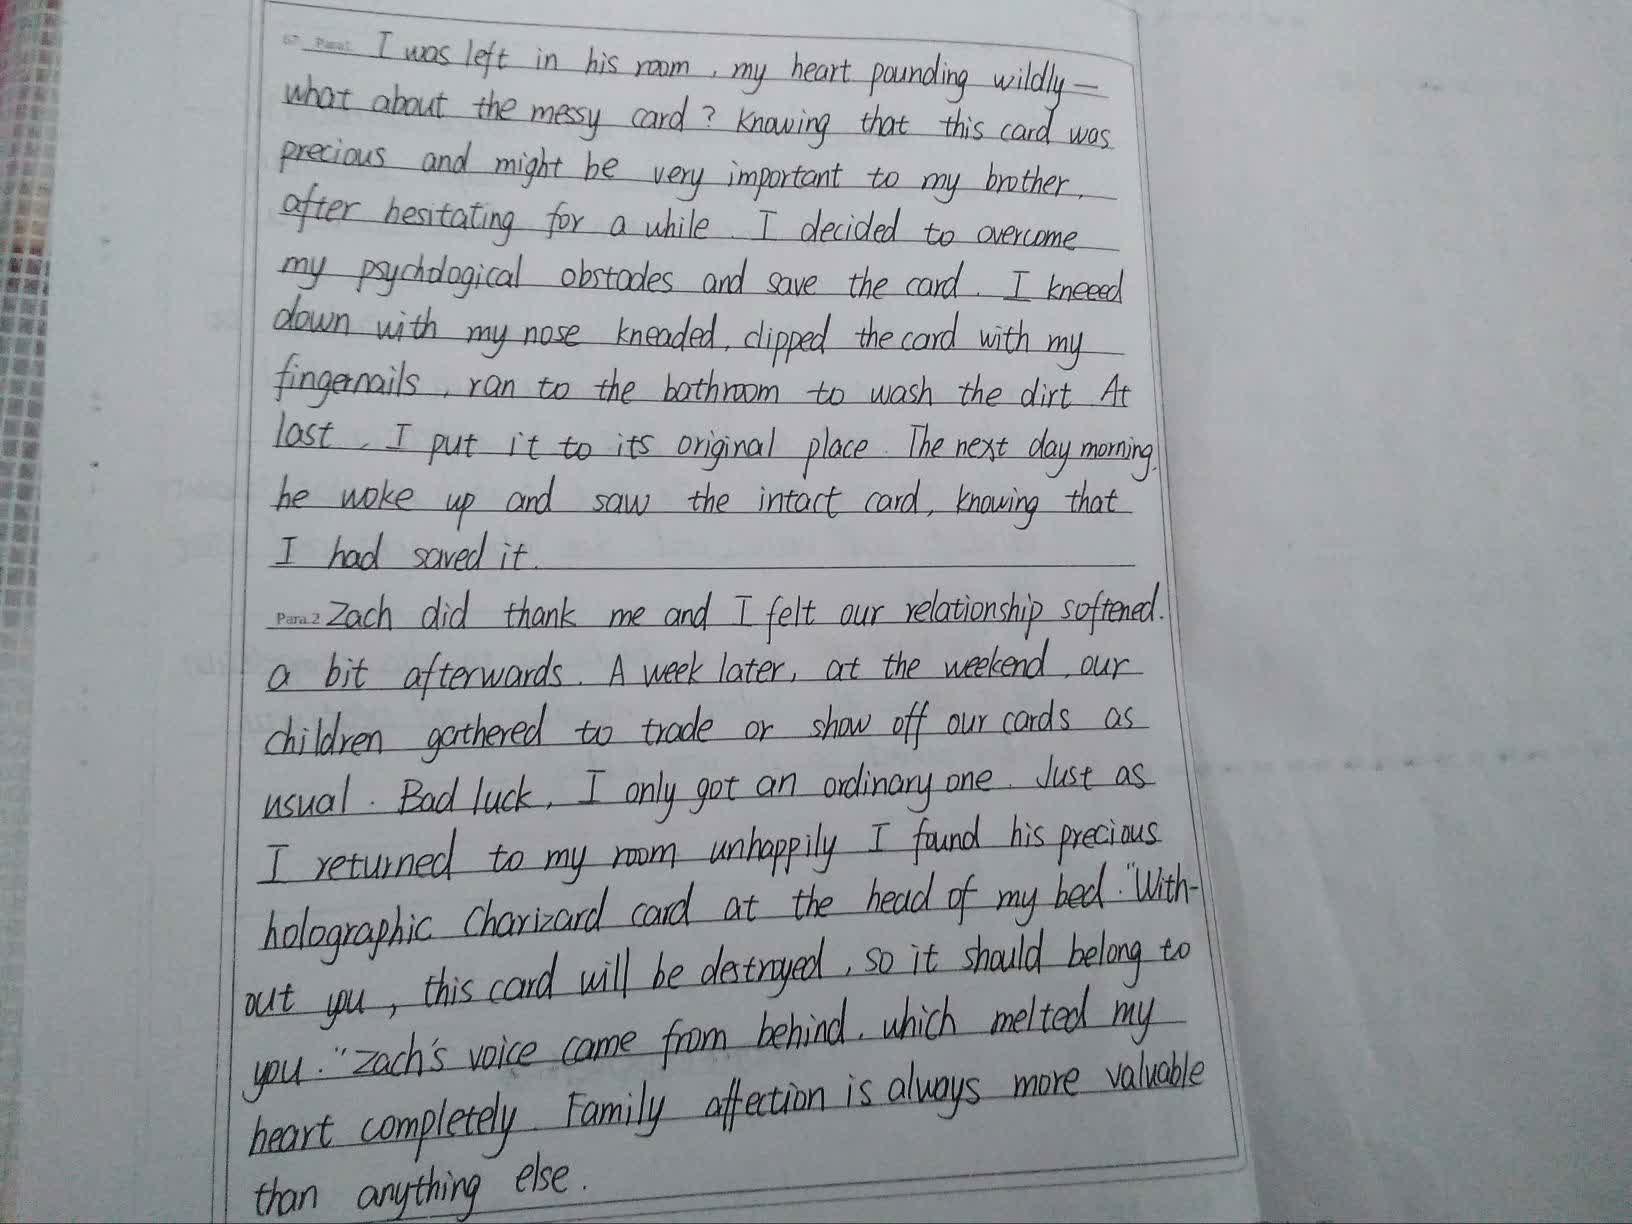 Para1 I was left in his room, my heart pounding wildly—
what about the messy card? Knowing that this card was
precious and might be very important to my brother,
after hesitating for a while. I decided to overcome
my psychological obstacles and save the card. I kneeed
down with my nose kneaded, clipped the card with my
fingernails, ran to the bathroom to wash the dirt At
last, I put it to its original place. The next day morning,
he woke up and saw the intact card, knowing that
I had saved it.
Para.2 Zach did thank me and I felt our relationship softened.
a bit afterwards. A week later, at the weekend, our
children gathered to trade or show off our cards as
usual. Bad luck, I only got an ordinary one. Just as
I returned to my room unhappily I found his precious
holographic Charizard card at the head of my bed. "With-
out you, this card will be destroyed, so it should belong to
you." Zach's voice came from behind, which melted my
heart completely. Family affection is always more valuable
than anything else.